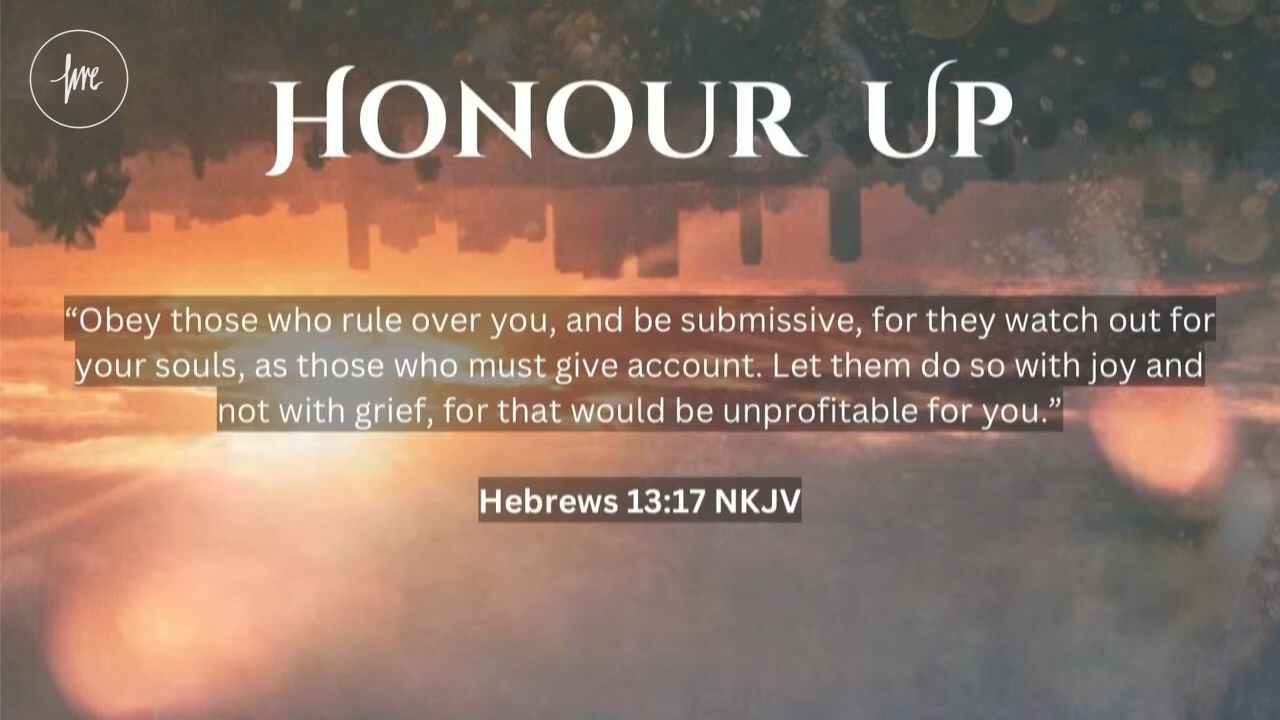 HONOUR UP
“Obey those who rule over you, and be submissive, for they watch out for
your souls, as those who must give account. Let them do so with joy and
not with grief, for that would be unprofitable for you.”
Hebrews 13:17 NKJV